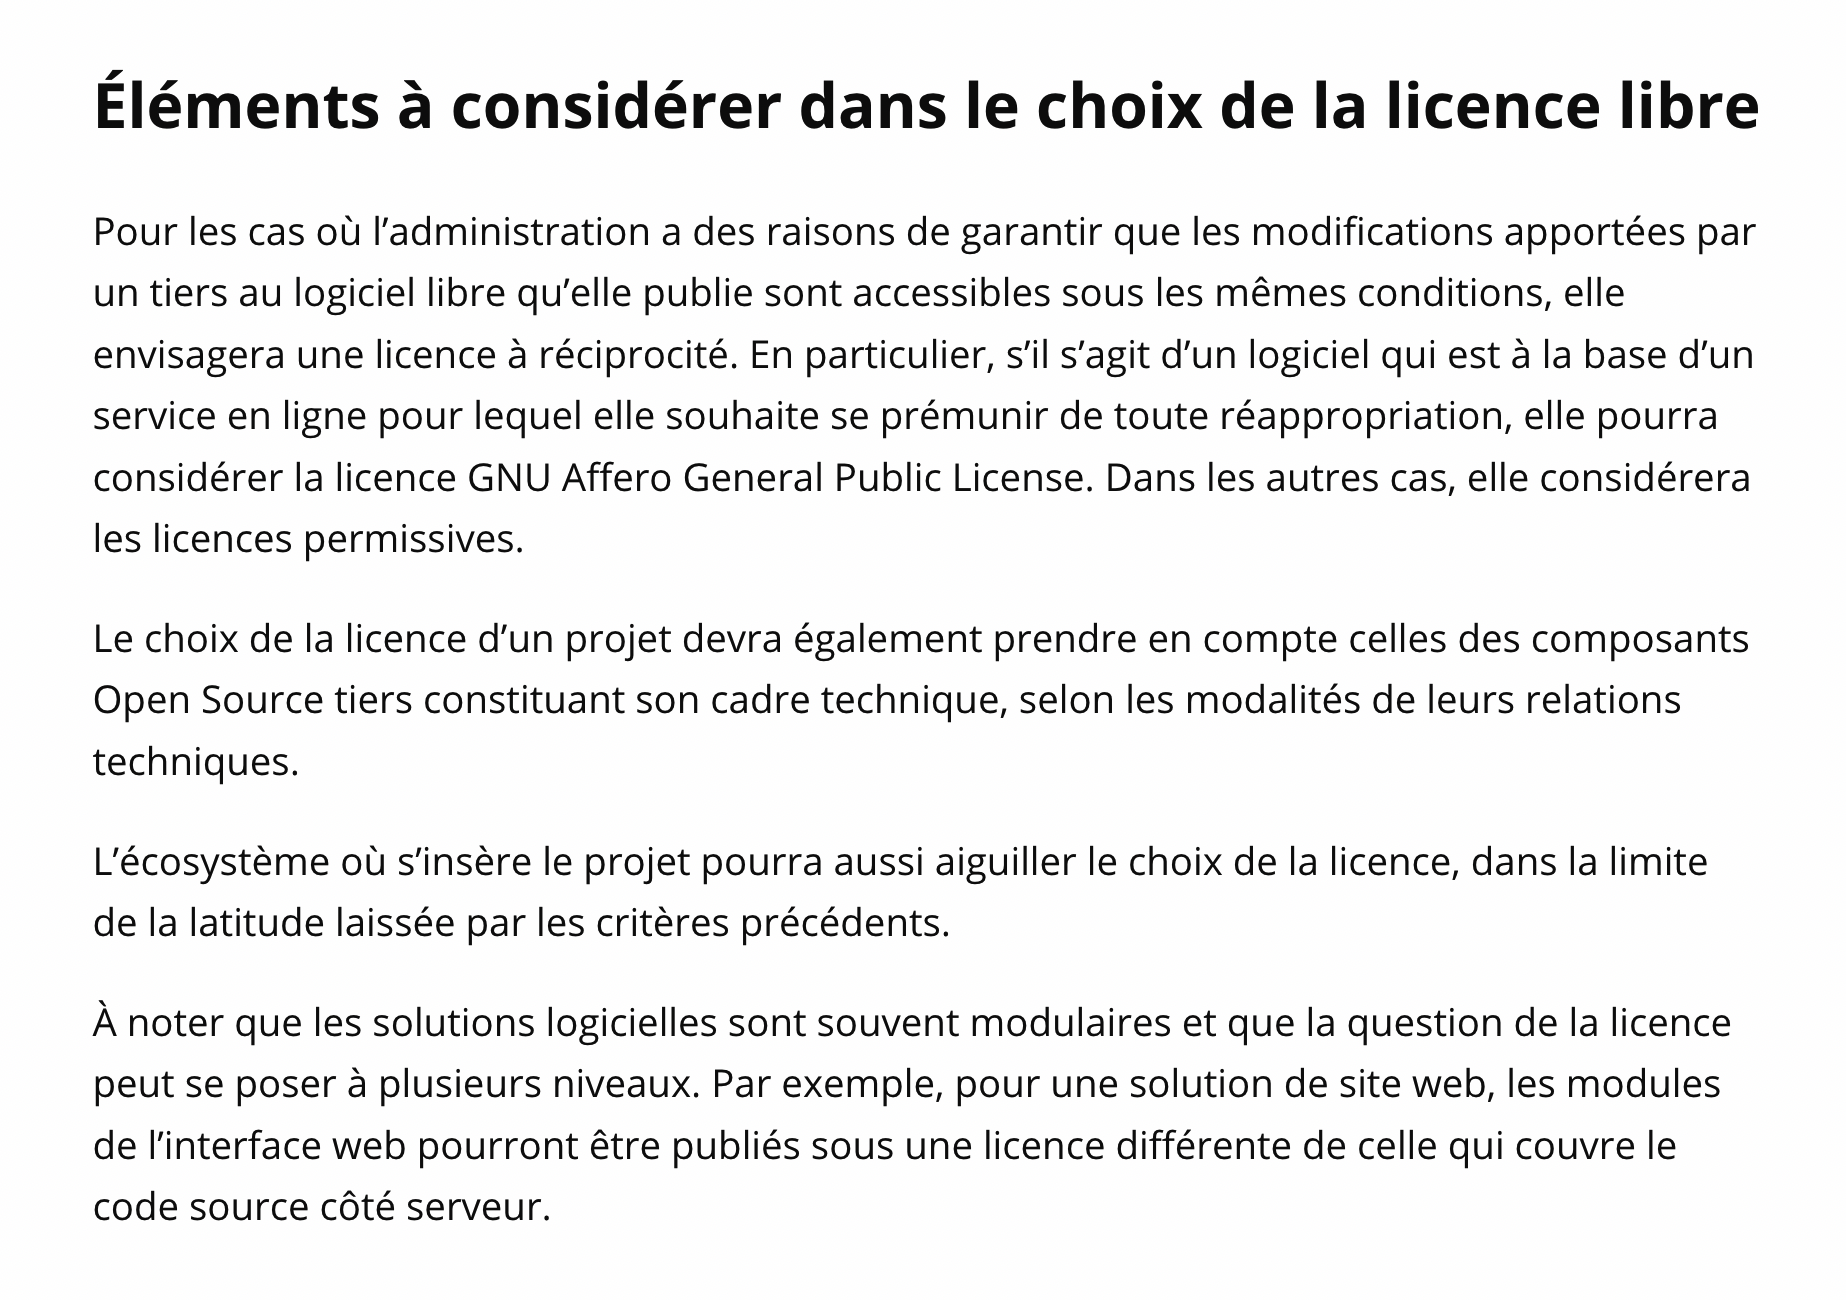 Éléments à considérer dans le choix de la licence libre
Pour les cas où l’administration a des raisons de garantir que les modifications apportées par
un tiers au logiciel libre qu’elle publie sont accessibles sous les mêmes conditions, elle
envisagera une licence à réciprocité. En particulier, s’il s’agit d’un logiciel qui est à la base d’un
service en ligne pour lequel elle souhaite se prémunir de toute réappropriation, elle pourra
considérer la licence GNU Affero General Public License. Dans les autres cas, elle considérera
les licences permissives.
Le choix de la licence d’un projet devra également prendre en compte celles des composants
Open Source tiers constituant son cadre technique, selon les modalités de leurs relations
techniques.
L’écosystème où s’insère le projet pourra aussi aiguiller le choix de la licence, dans la limite
de la latitude laissée par les critères précédents.
À noter que les solutions logicielles sont souvent modulaires et que la question de la licence
peut se poser à plusieurs niveaux. Par exemple, pour une solution de site web, les modules
de l’interface web pourront être publiés sous une licence différente de celle qui couvre le
code source côté serveur.